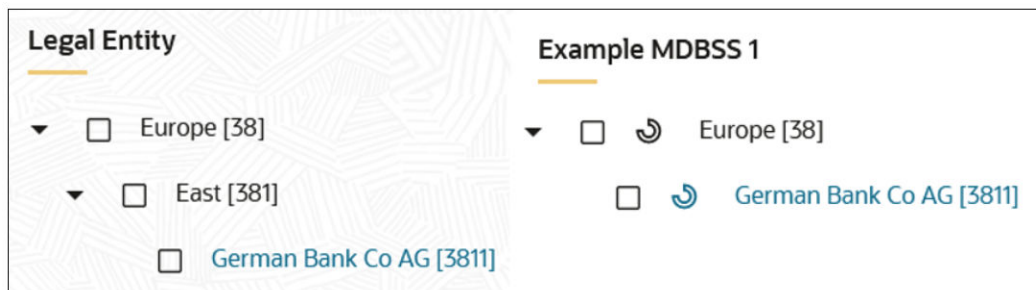 Legal Entity
Europe [38]
East [381]
German Bank Co AG [3811]
Example MDBSS 1
Europe [38]
German Bank Co AG [3811]